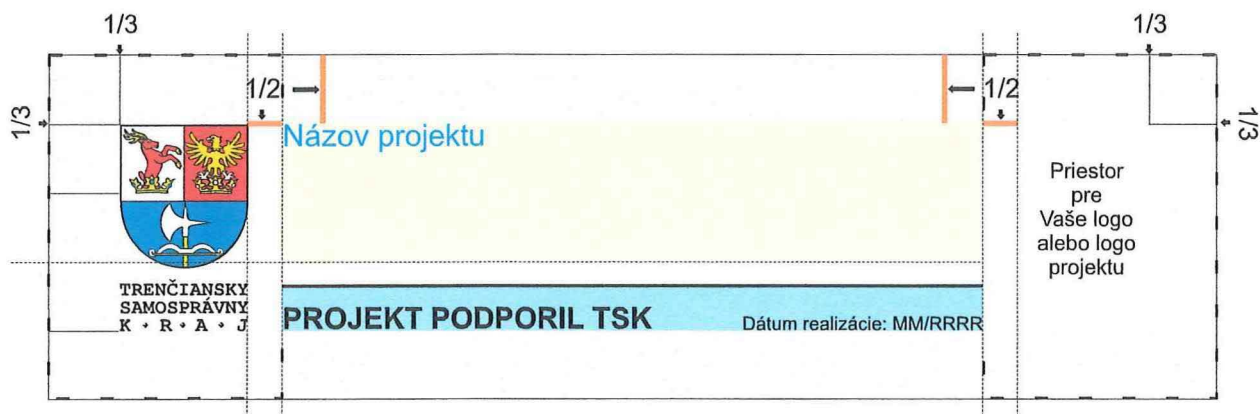 1/3
1/3
1/2
1/2
1/3
1/3
Názov projektu
Priestor
pre
Vaše logo
alebo logo
projektu
TRENČIANSKY
SAMOSPRÁVNY
K · R · A · J
PROJEKT PODPORIL TSK
Dátum realizácie: MM/RRRR